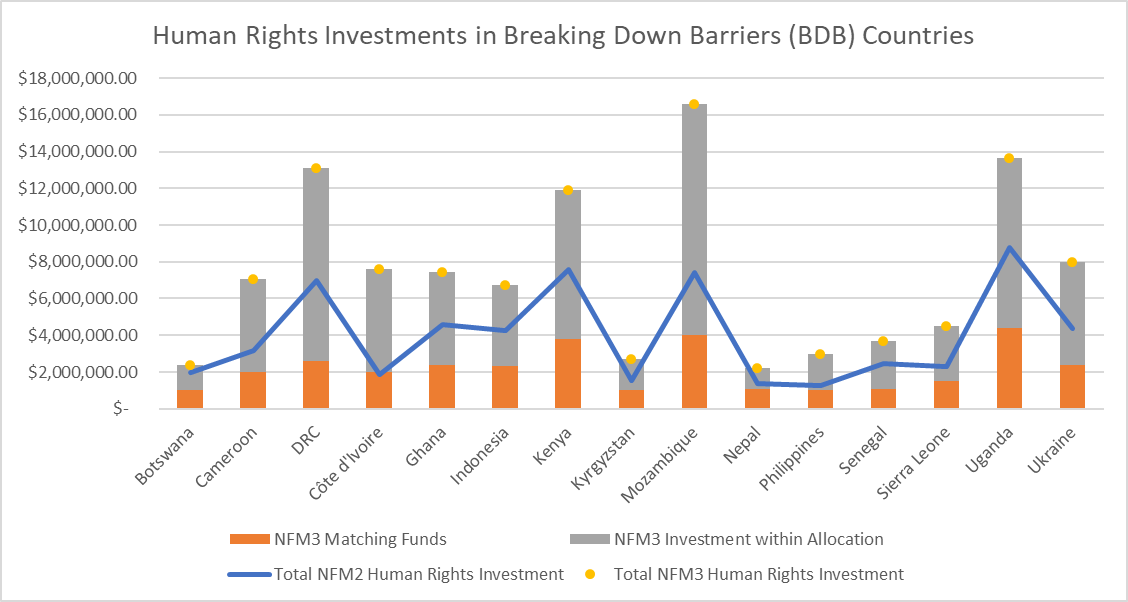 Human Rights Investments in Breaking Down Barriers (BDB) Countries
$18,000,000.00
$16,000,000.00
$14,000,000.00
$12,000,000.00
$10,000,000.00
$8,000,000.00
$6,000,000.00
$4,000,000.00
$2,000,000.00
$-
Botswana
Cameroon
DRC
Côte d'Ivoire
Ghana
Indonesia
Kenya
Kyrgyzstan
Mozambique
Nepal
Philippines
Senegal
Sierra Leone
Uganda
Ukraine
NFM3 Matching Funds
NFM3 Investment within Allocation
Total NFM2 Human Rights Investment
Total NFM3 Human Rights Investment